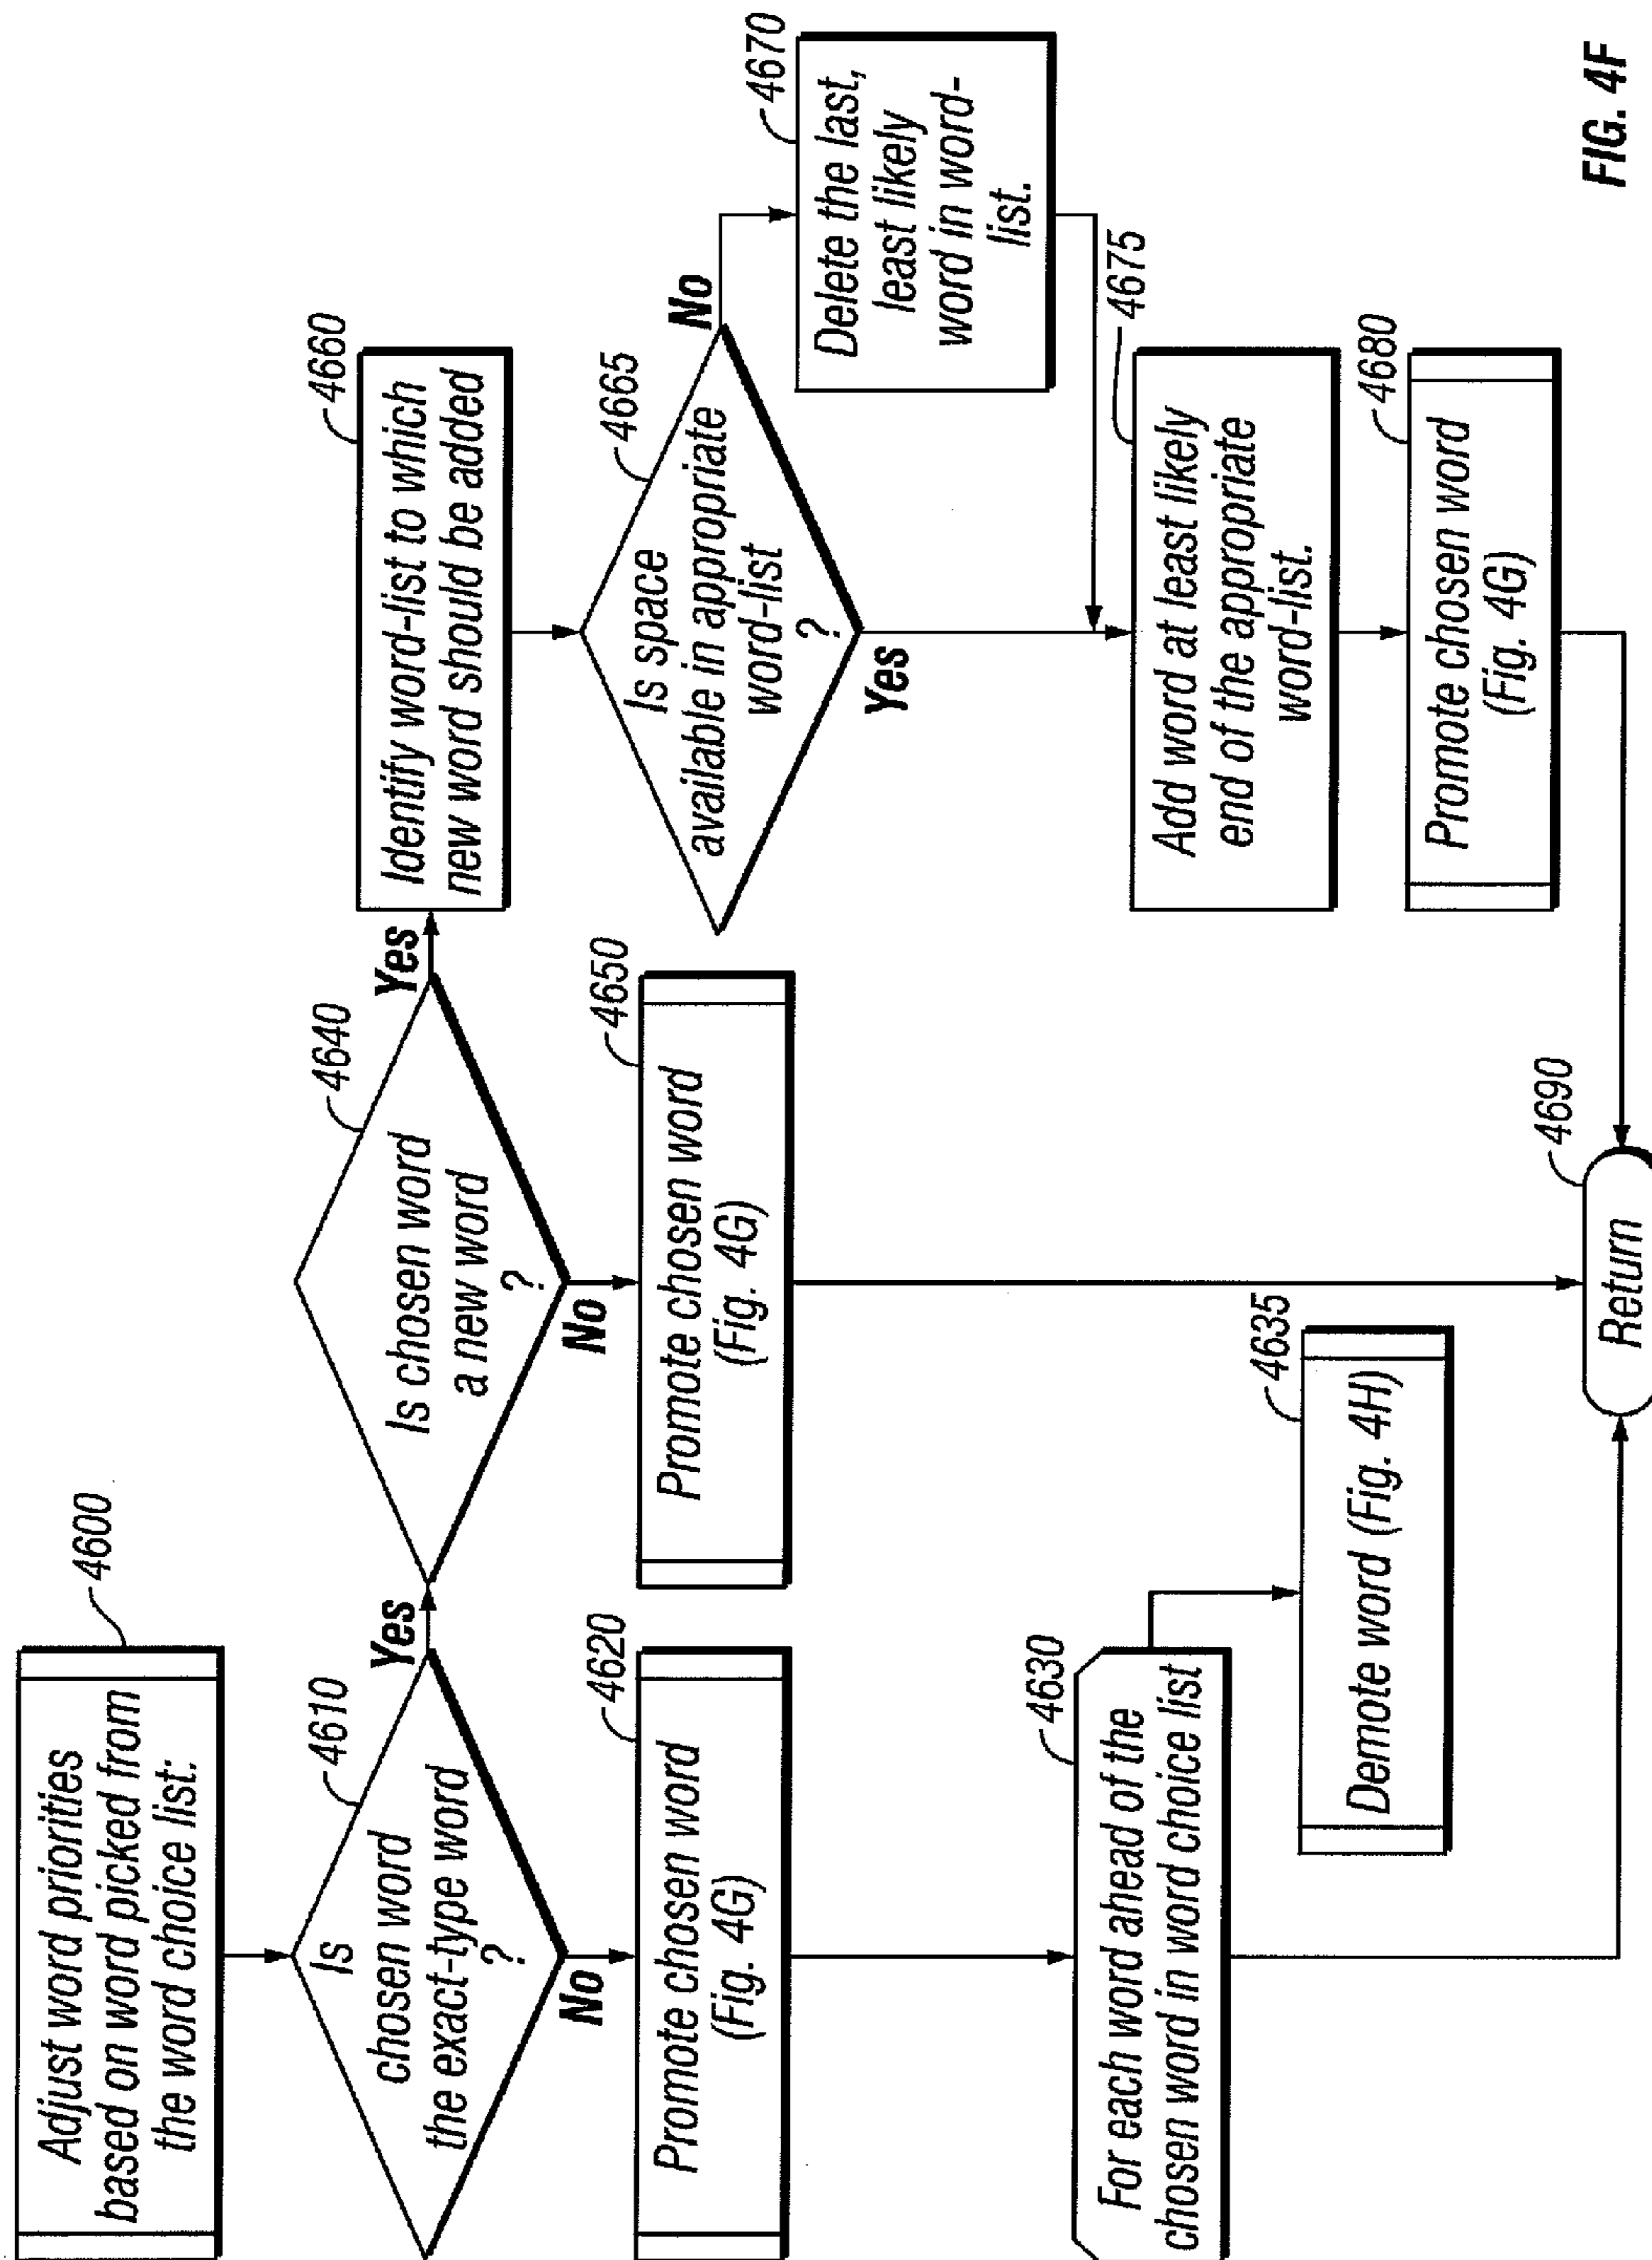 4600
Adjust word priorities
based on word picked from
the word choice list.
4610
Is
chosen word
the exact-type word
?
Yes
No
4620
Promote chosen word
(Fig. 4G)
4630
For each word ahead of the
chosen word in word choice list
4635
Demote word (Fig. 4H)
4640
Is chosen word
a new word
?
Yes
No
4650
Promote chosen word
(Fig. 4G)
4660
Identify word-list to which
new word should be added
4665
Is space
available in appropriate
word-list
?
No
Yes
4670
Delete the last,
least likely
word in word-
list.
4675
Add word at least likely
end of the appropriate
word-list.
4680
Promote chosen word
(Fig. 4G)
4690
Return
FIG. 4F